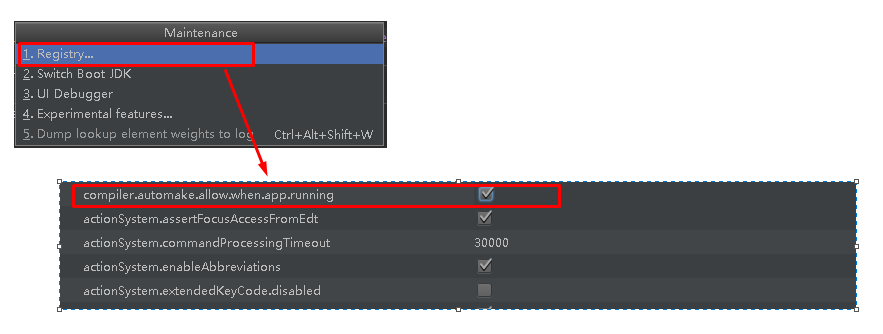 Maintenance
1. Registry...
2. Switch Boot JDK
3. UI Debugger
4. Experimental features...
5. Dump lookup element weights to log Ctrl+Alt+Shift+W
compiler.automake.allow.when.app.running
actionSystem.assertFocusAccessFromEdt
actionSystem.commandProcessingTimeout 30000
actionSystem.enableAbbreviations
actionSystem.extendedKeyCode.disabled